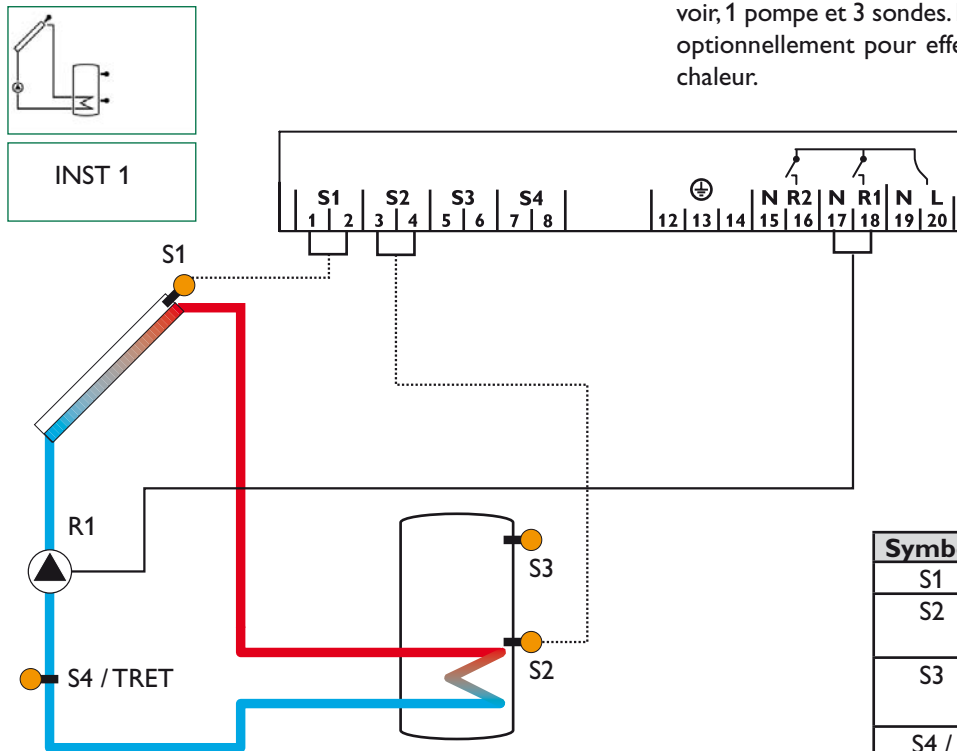 voir, 1 pompe et 3 sondes.
optionnellement pour effe
chaleur.
INST 1
S1 S2 S3 S4 N R2 N R1 N L
1 2 3 4 5 6 7 8 12 13 14 15 16 17 18 19 20
S1
R1
S3
S2
S4 / TRET
Symb
S1
S2
S3
S4 /